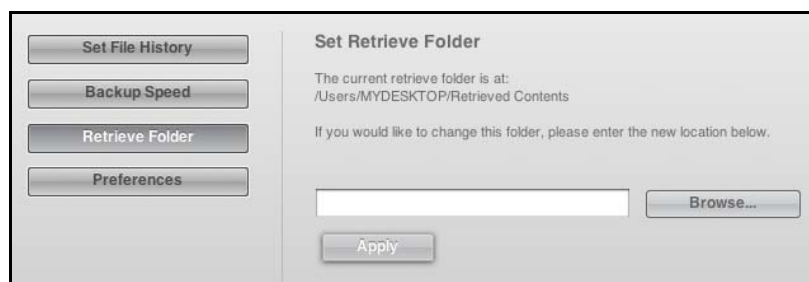 Set File History
Backup Speed
Retrieve Folder
Preferences
Set Retrieve Folder
The current retrieve folder is at:
/Users/MYDESKTOP/Retrieved Contents
If you would like to change this folder, please enter the new location below.
Browse...
Apply